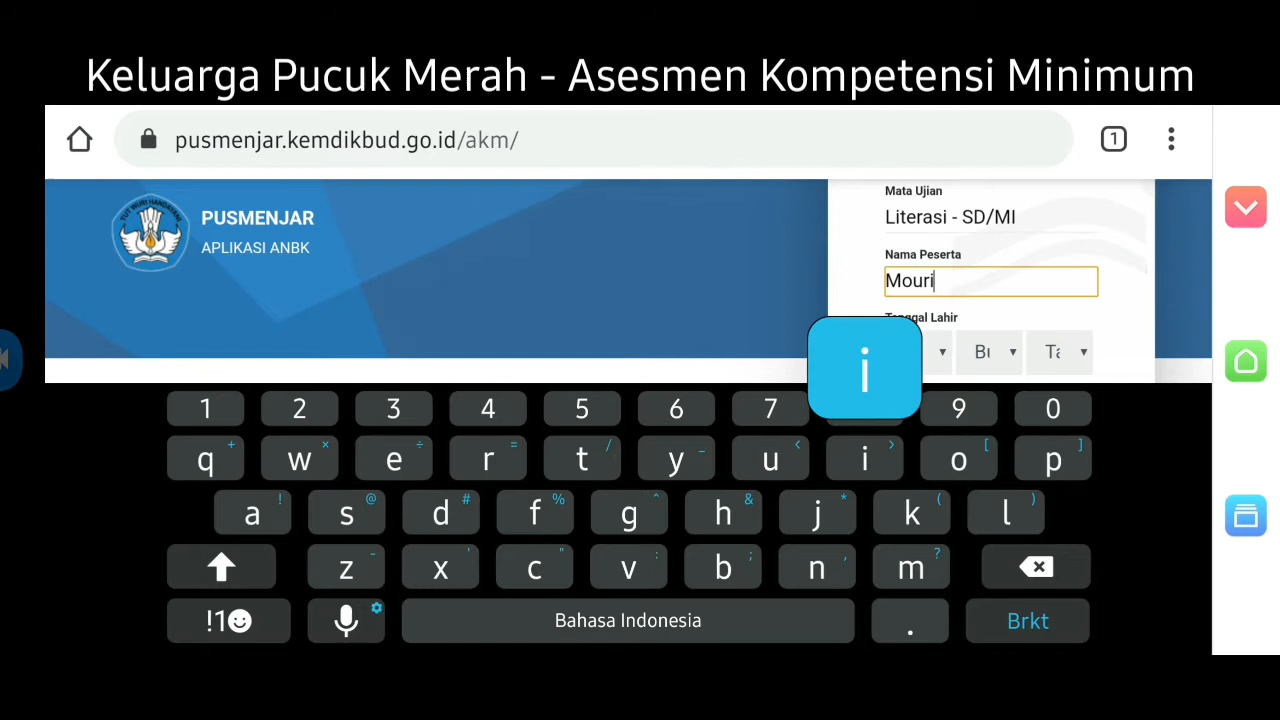 Keluarga Pucuk Merah - Asesmen Kompetensi Minimum
pusmenjar.kemdikbud.go.id/akm/
1
PUSMENJAR
APLIKASI ANBK
Mata Ujian
Literasi - SD/MI
Nama Peserta
Mouri
Lahir
i
1 2 3 4 5 6 7 9 0
q + w × e ÷ r = t / y _ u < i > o [ p ]
a ! s @ d # f % g ^ h & j * k ( l )
z - x ' c " v : b ; n , m ?
!1 Bahasa Indonesia . Brkt